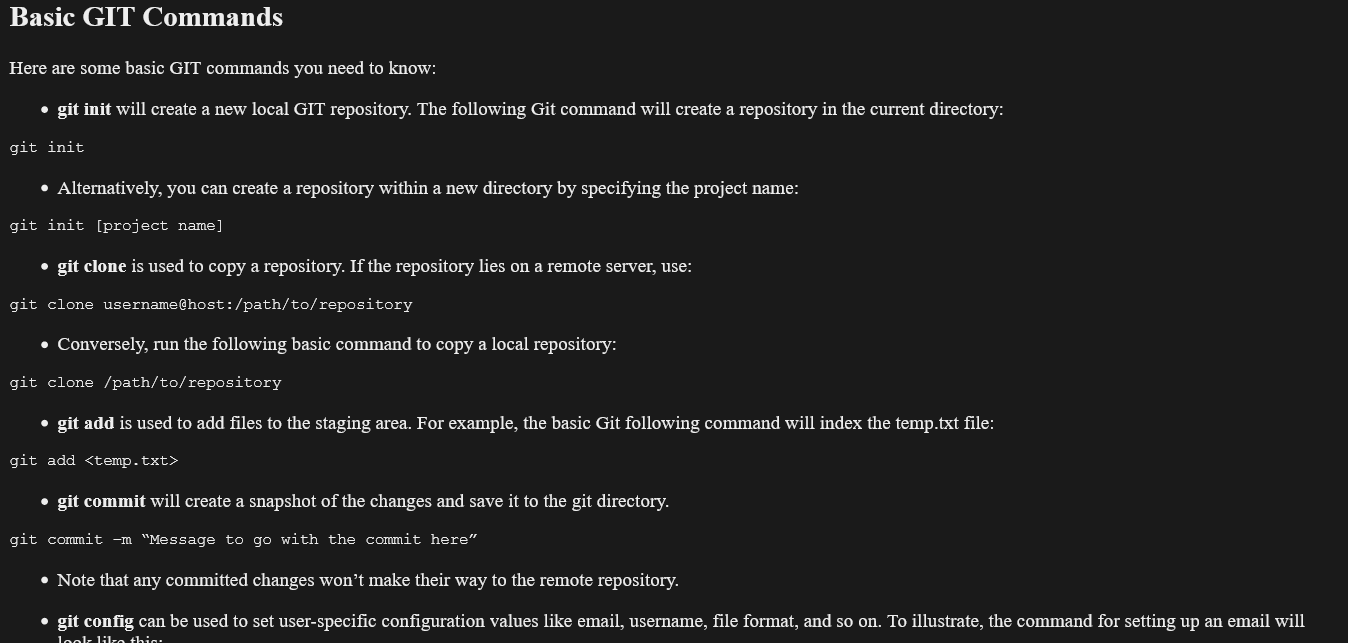 Basic GIT Commands
Here are some basic GIT commands you need to know:
• git init will create a new local GIT repository. The following Git command will create a repository in the current directory:
git init
• Alternatively, you can create a repository within a new directory by specifying the project name:
git init [project name]
• git clone is used to copy a repository. If the repository lies on a remote server, use:
git clone username@host:/path/to/repository
• Conversely, run the following basic command to copy a local repository:
git clone /path/to/repository
• git add is used to add files to the staging area. For example, the basic Git following command will index the temp.txt file:
git add <temp.txt>
• git commit will create a snapshot of the changes and save it to the git directory.
git commit –m “Message to go with the commit here”
• Note that any committed changes won’t make their way to the remote repository.
• git config can be used to set user-specific configuration values like email, username, file format, and so on. To illustrate, the command for setting up an email will
look like this: